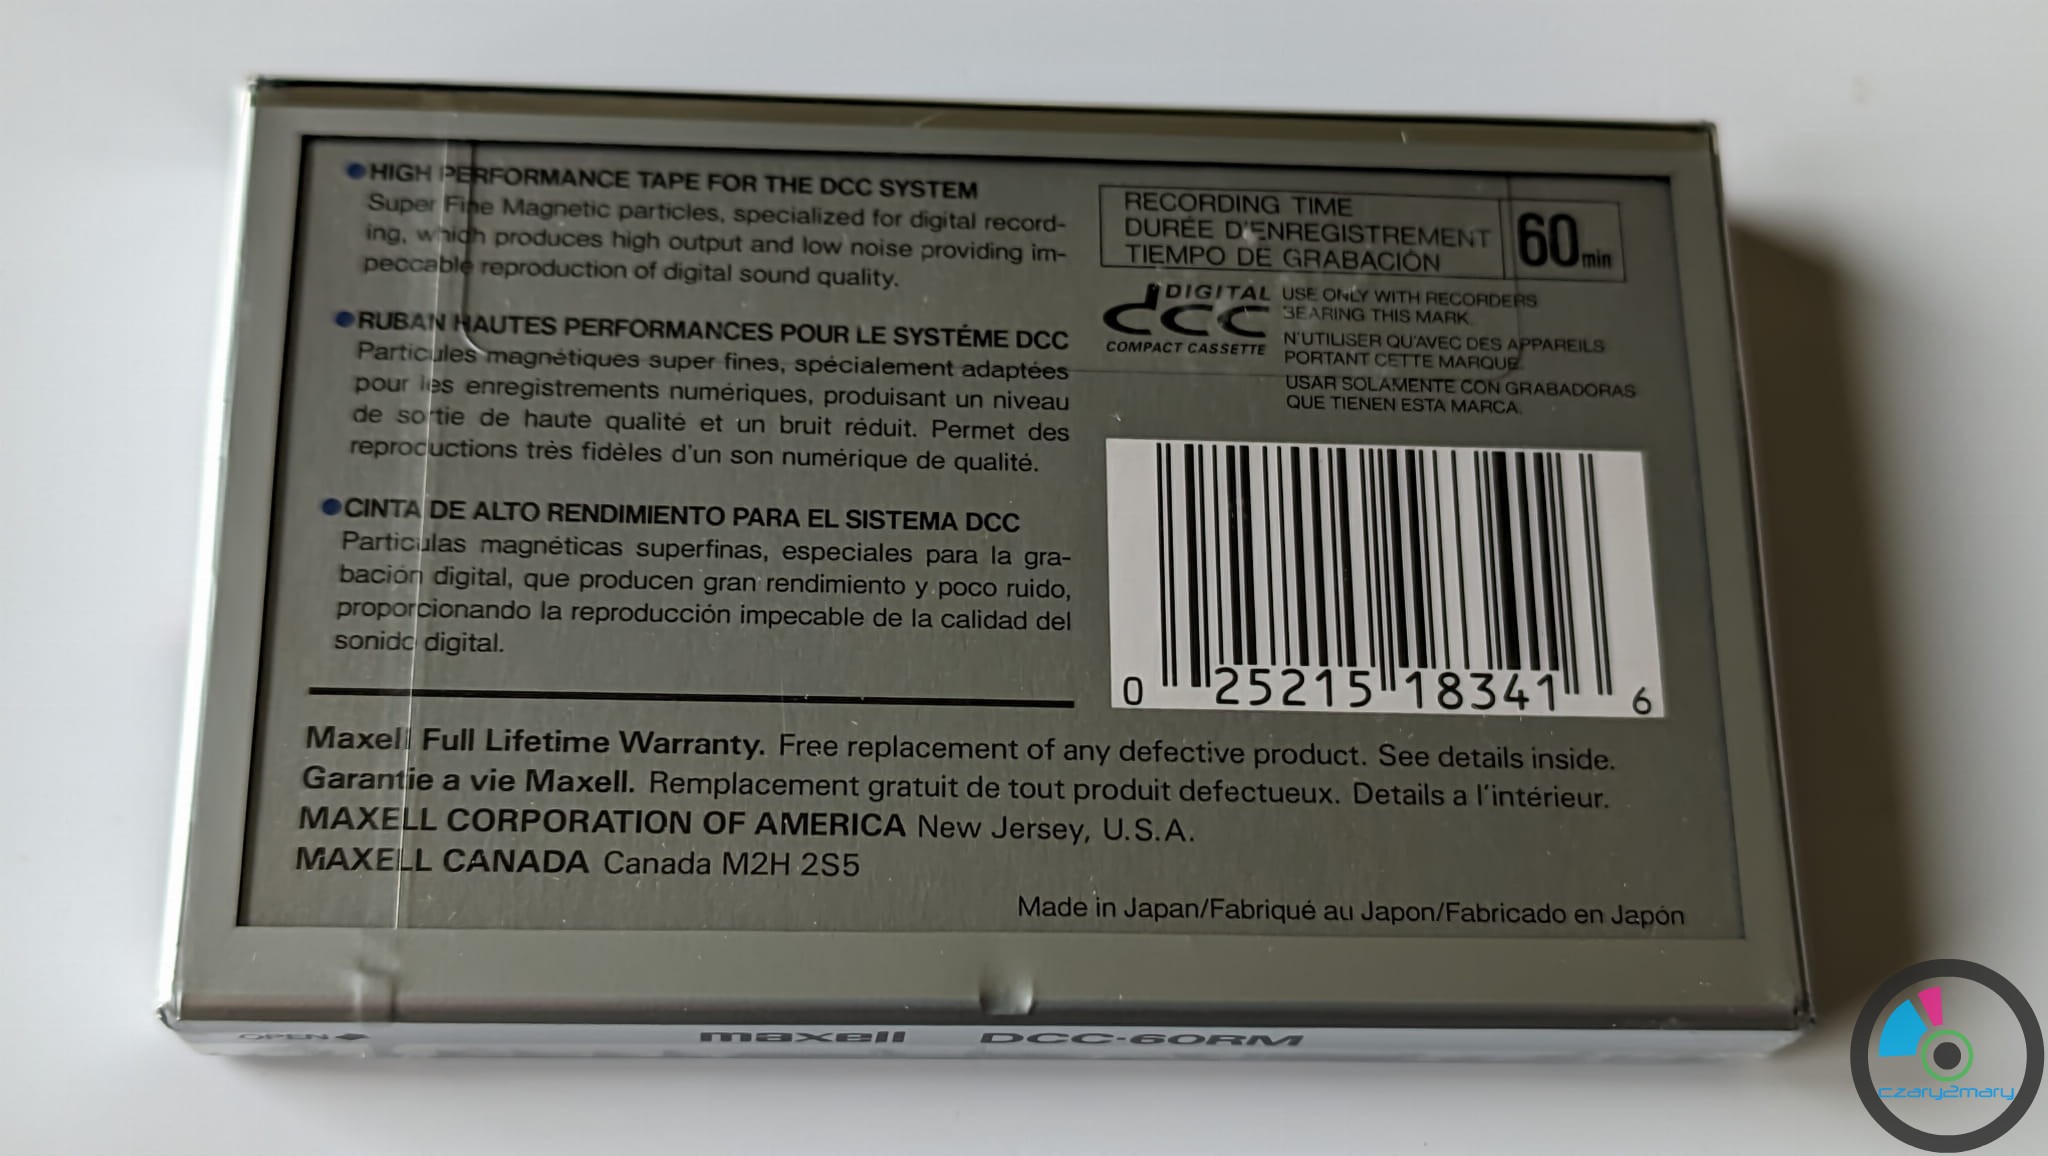 ●HIGH PERFORMANCE TAPE FOR THE DCC SYSTEM
Super Fine Magnetic particles, specialized for digital record-
ing, which produces high output and low noise providing im-
peccable reproduction of digital sound quality.
●RUBAN HAUTES PERFORMANCES POUR LE SYSTÉME DCC
Particules magnétiques super fines, spécialement adaptées
pour les enregistrements numériques, produisant un niveau
de sortie de haute qualité et un bruit réduit. Permet des
reproductions très fidèles d'un son numérique de qualité.
●CINTA DE ALTO RENDIMIENTO PARA EL SISTEMA DCC
Particulas magnéticas superfinas, especiales para la gra-
bación digital, que producen gran rendimiento y poco ruido,
proporcionando la reproducción impecable de la calidad del
sonido digital.
RECORDING TIME
DURÉE D'ENREGISTREMENT
TIEMPO DE GRABACIÓN
60min
DIGITAL
dcc
COMPACT CASSETTE
USE ONLY WITH RECORDERS
BEARING THIS MARK.
N'UTILISER QU'AVEC DES APPAREILS
PORTANT CETTE MARQUE.
USAR SOLAMENTE CON GRABADORAS
QUE TIENEN ESTA MARCA.
0 25215 18341 6
Maxell Full Lifetime Warranty. Free replacement of any defective product. See details inside.
Garantie a vie Maxell. Remplacement gratuit de tout produit defectueux. Details a l'intérieur.
MAXELL CORPORATION OF AMERICA New Jersey, U.S.A.
MAXELL CANADA Canada M2H 2S5
Made in Japan/Fabriqué au Japon/Fabricado en Japón
OPEN
maxell DCC-60RM
czary2mary